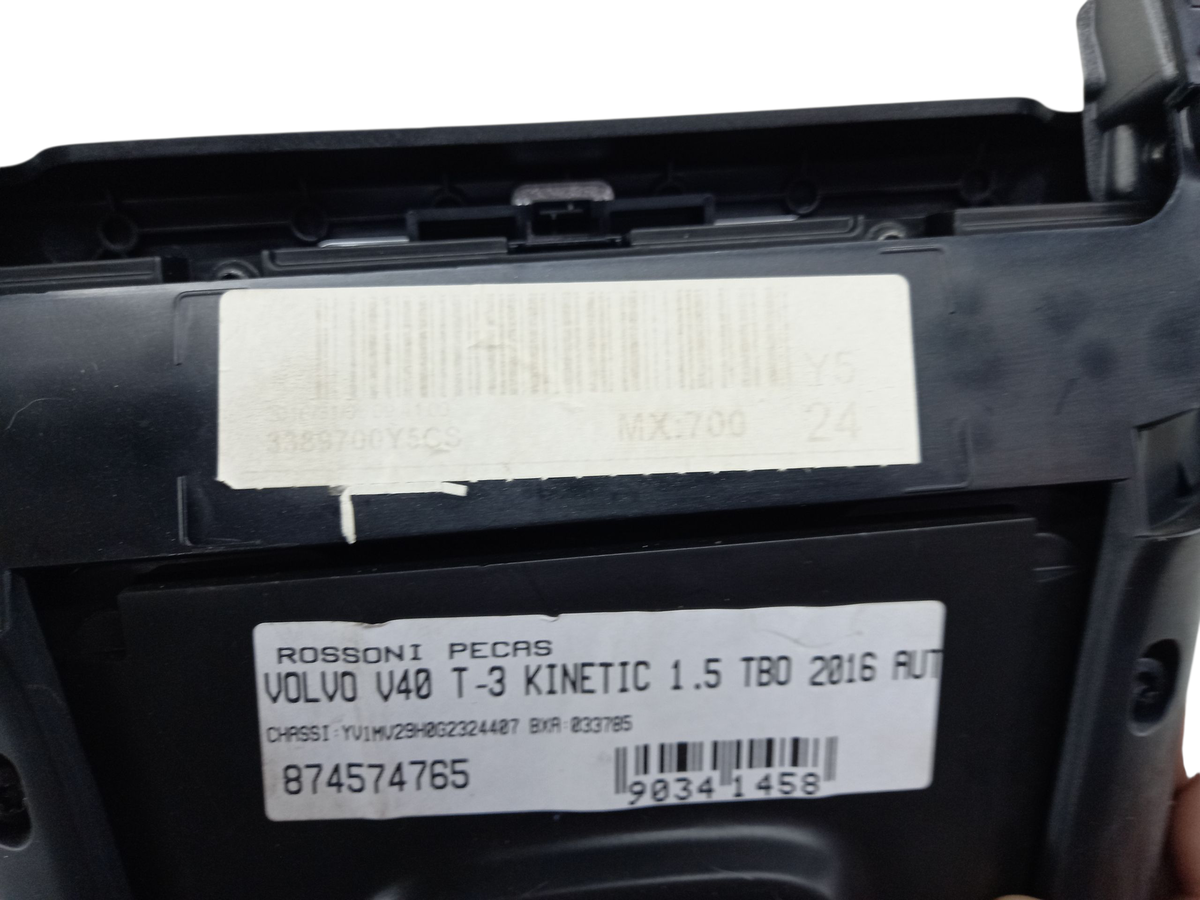 Y5
3389700Y5CS MX:700 24
ROSSONI PECAS
VOLVO V40 T-3 KINETIC 1.5 TBO 2016 AUT
CHASSI:YV1MV29H0G2324407 BXA:033785
874574765
90341458